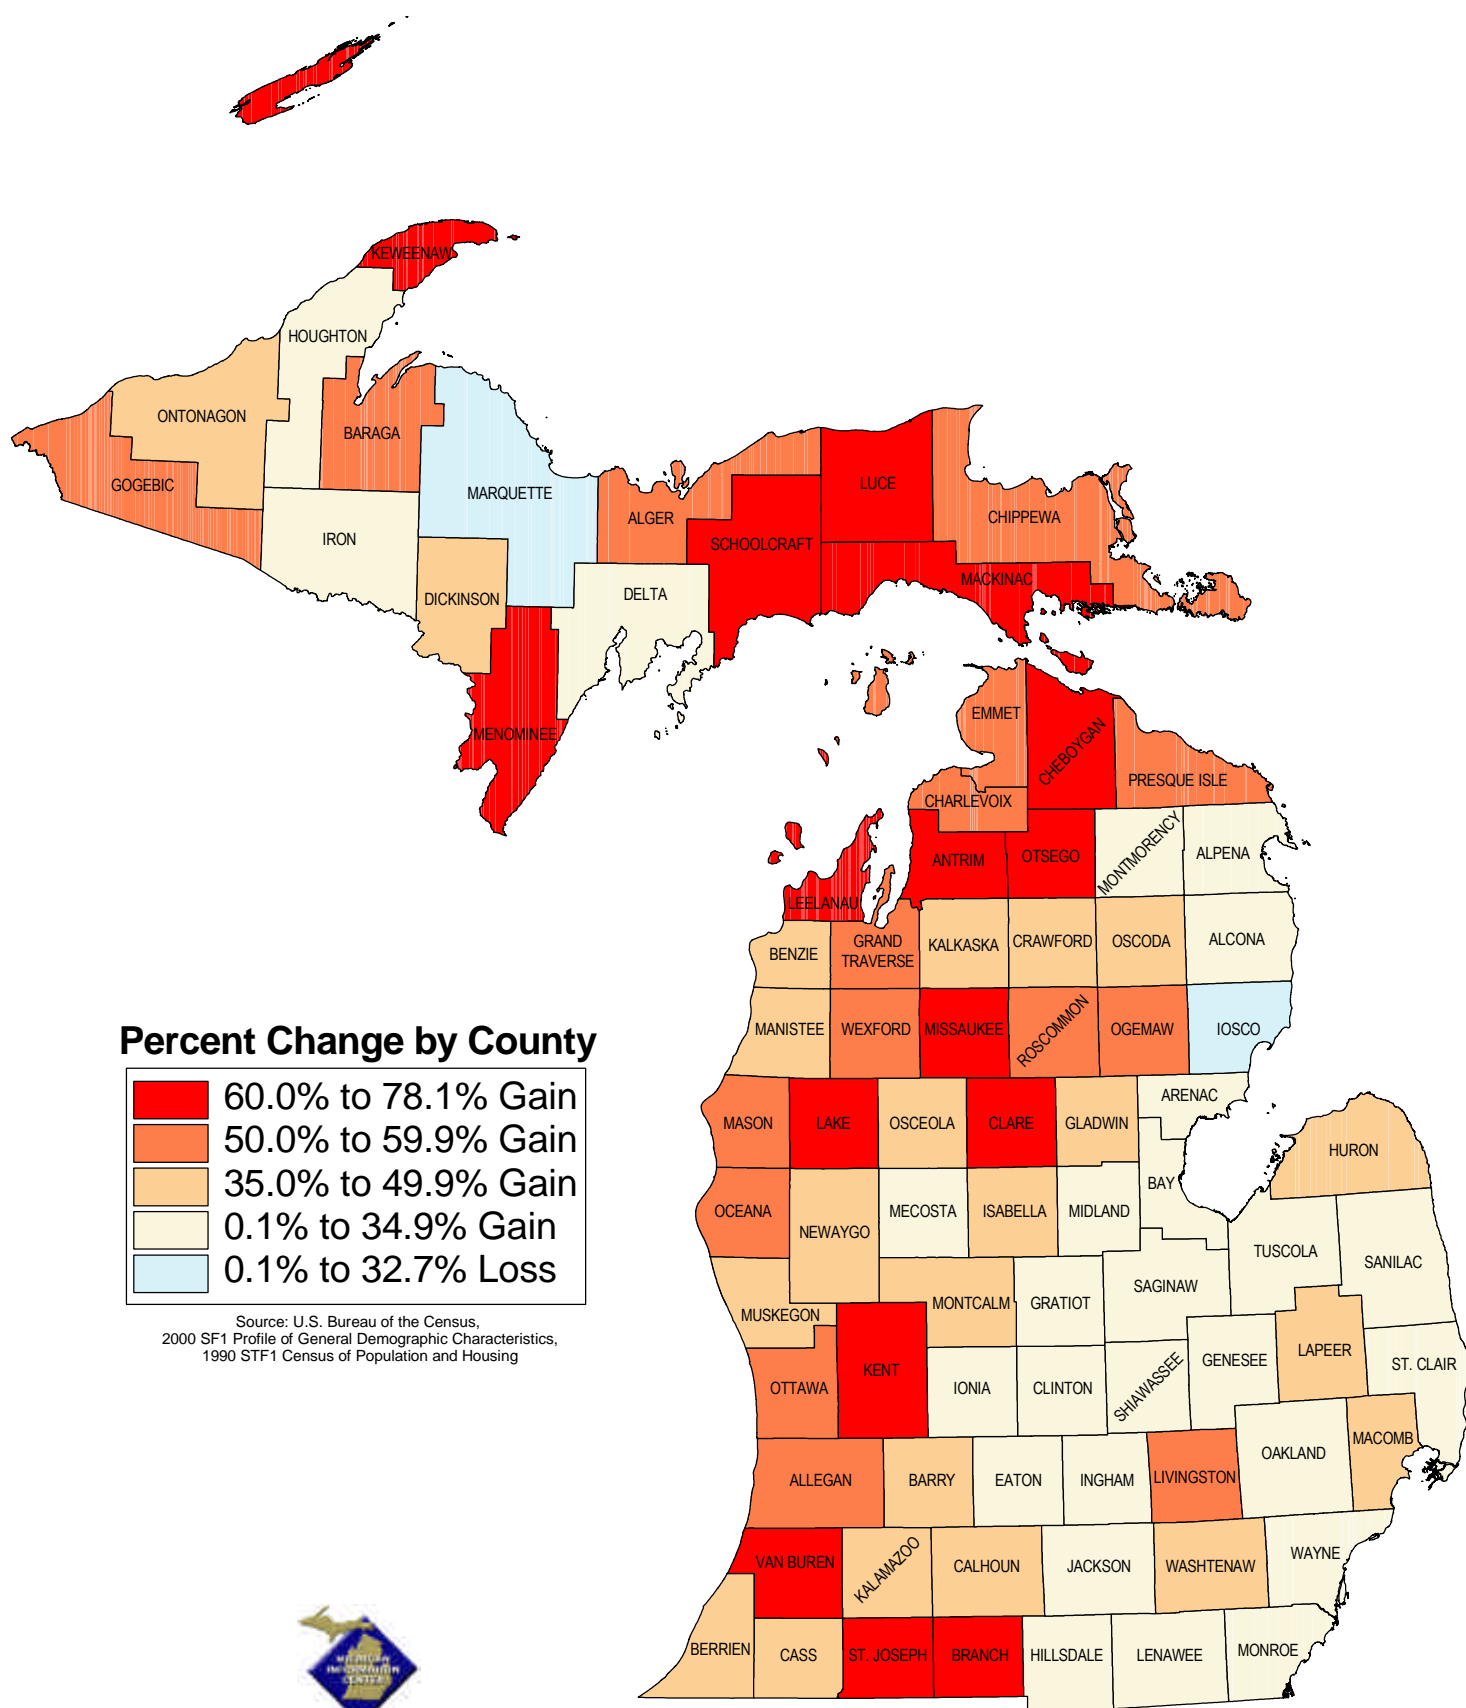 KEWEENAW
HOUGHTON
ONTONAGON
BARAGA
GOGEBIC
MARQUETTE
LUCE
ALGER
CHIPPEWA
IRON
SCHOOLCRAFT
MACKINAC
DICKINSON
DELTA
EMMET
MENOMINEE
CHEBOYGAN
PRESQUE ISLE
CHARLEVOIX
MONTMORENCY
ANTRIM
OTSEGO
ALPENA
LEELANAU
BENZIE
GRAND
TRAVERSE
KALKASKA
CRAWFORD
OSCODA
ALCONA
MANISTEE
WEXFORD
MISSAUKEE
ROSCOMMON
OGEMAW
IOSCO
Percent Change by County
60.0% to 78.1% Gain
50.0% to 59.9% Gain
35.0% to 49.9% Gain
0.1% to 34.9% Gain
0.1% to 32.7% Loss
Source: U.S. Bureau of the Census,
2000 SF1 Profile of General Demographic Characteristics,
1990 STF1 Census of Population and Housing
ARENAC
MASON
LAKE
OSCEOLA
CLARE
GLADWIN
HURON
BAY
OCEANA
NEWAYGO
MECOSTA
ISABELLA
MIDLAND
TUSCOLA
SANILAC
SAGINAW
MUSKEGON
MONTCALM
GRATIOT
LAPEER
GENESEE
ST. CLAIR
KENT
OTTAWA
IONIA
CLINTON
SHIAWASSEE
MACOMB
OAKLAND
ALLEGAN
BARRY
EATON
INGHAM
LIVINGSTON
VAN BUREN
KALAMAZOO
CALHOUN
JACKSON
WASHTENAW
WAYNE
BERRIEN
CASS
ST. JOSEPH
BRANCH
HILLSDALE
LENAWEE
MONROE
MICHIGAN
INFORMATION
CENTER